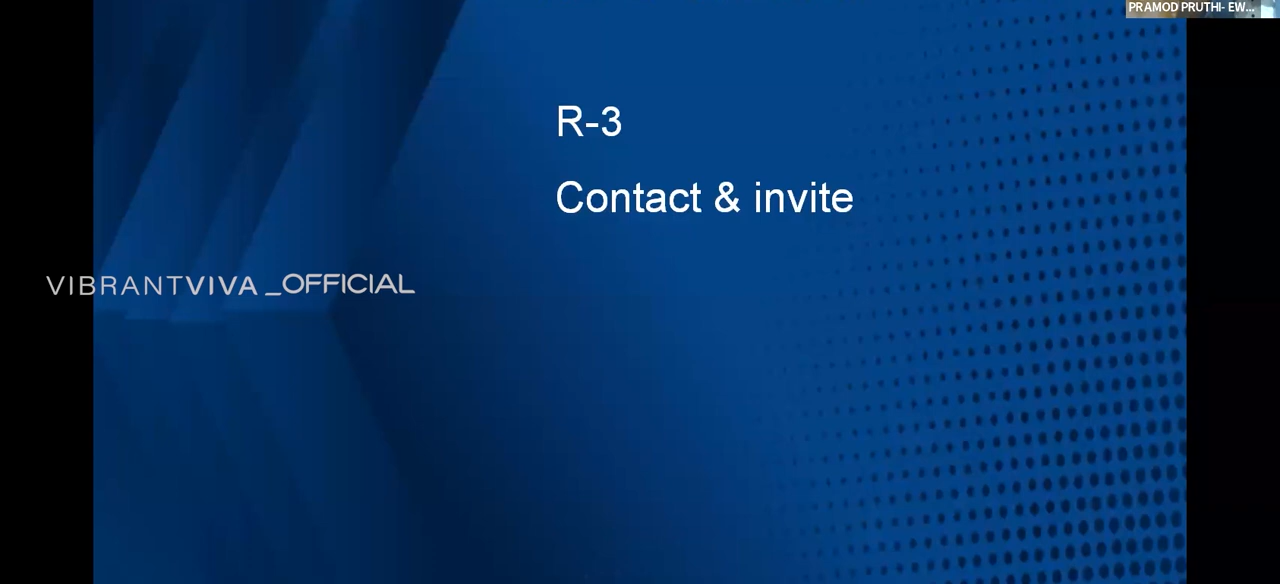 PRAMOD PRUTHI- EW...
R-3
Contact & invite
VIBRANTVIVA _OFFICIAL